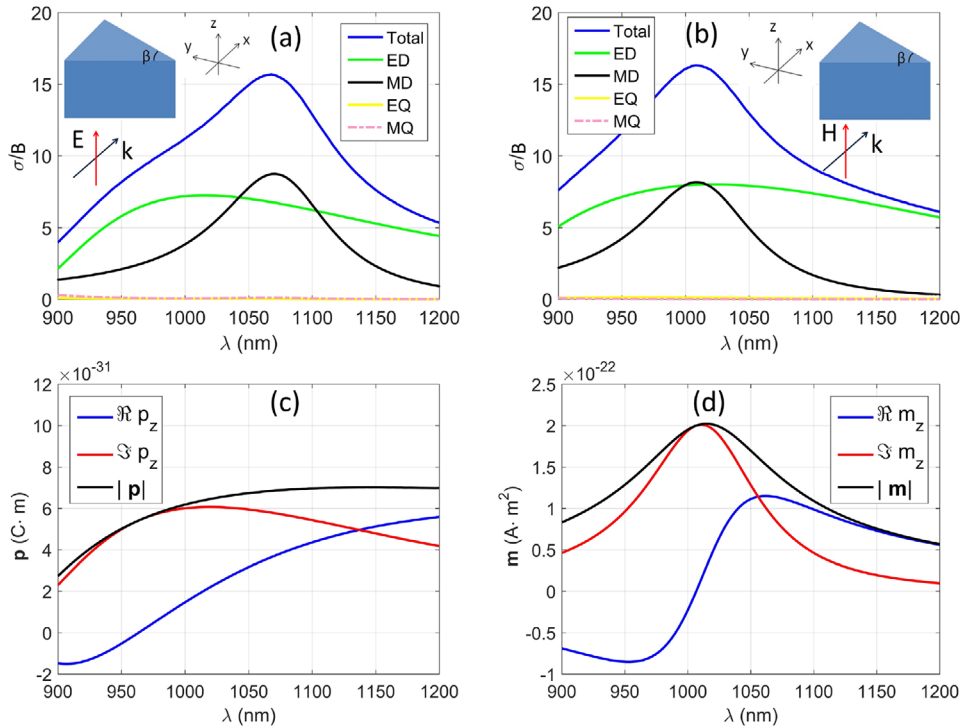 (a)
20
15
10
5
0
σ/B
900 950 1000 1050 1100 1150 1200
λ (nm)
β
z
y
x
E
k
Total
ED
MD
EQ
MQ
(b)
20
15
10
5
0
σ/B
900 950 1000 1050 1100 1150 1200
λ (nm)
Total
ED
MD
EQ
MQ
z
y
x
β
H
k
(c)
×10⁻³¹
12
10
8
6
4
2
0
-2
p (C· m)
900 950 1000 1050 1100 1150 1200
λ (nm)
ℜ p_z
ℑ p_z
| p|
(d)
×10⁻²²
2.5
2
1.5
1
0.5
0
-0.5
-1
m (A· m²)
900 950 1000 1050 1100 1150 1200
λ (nm)
ℜ m_z
ℑ m_z
| m|